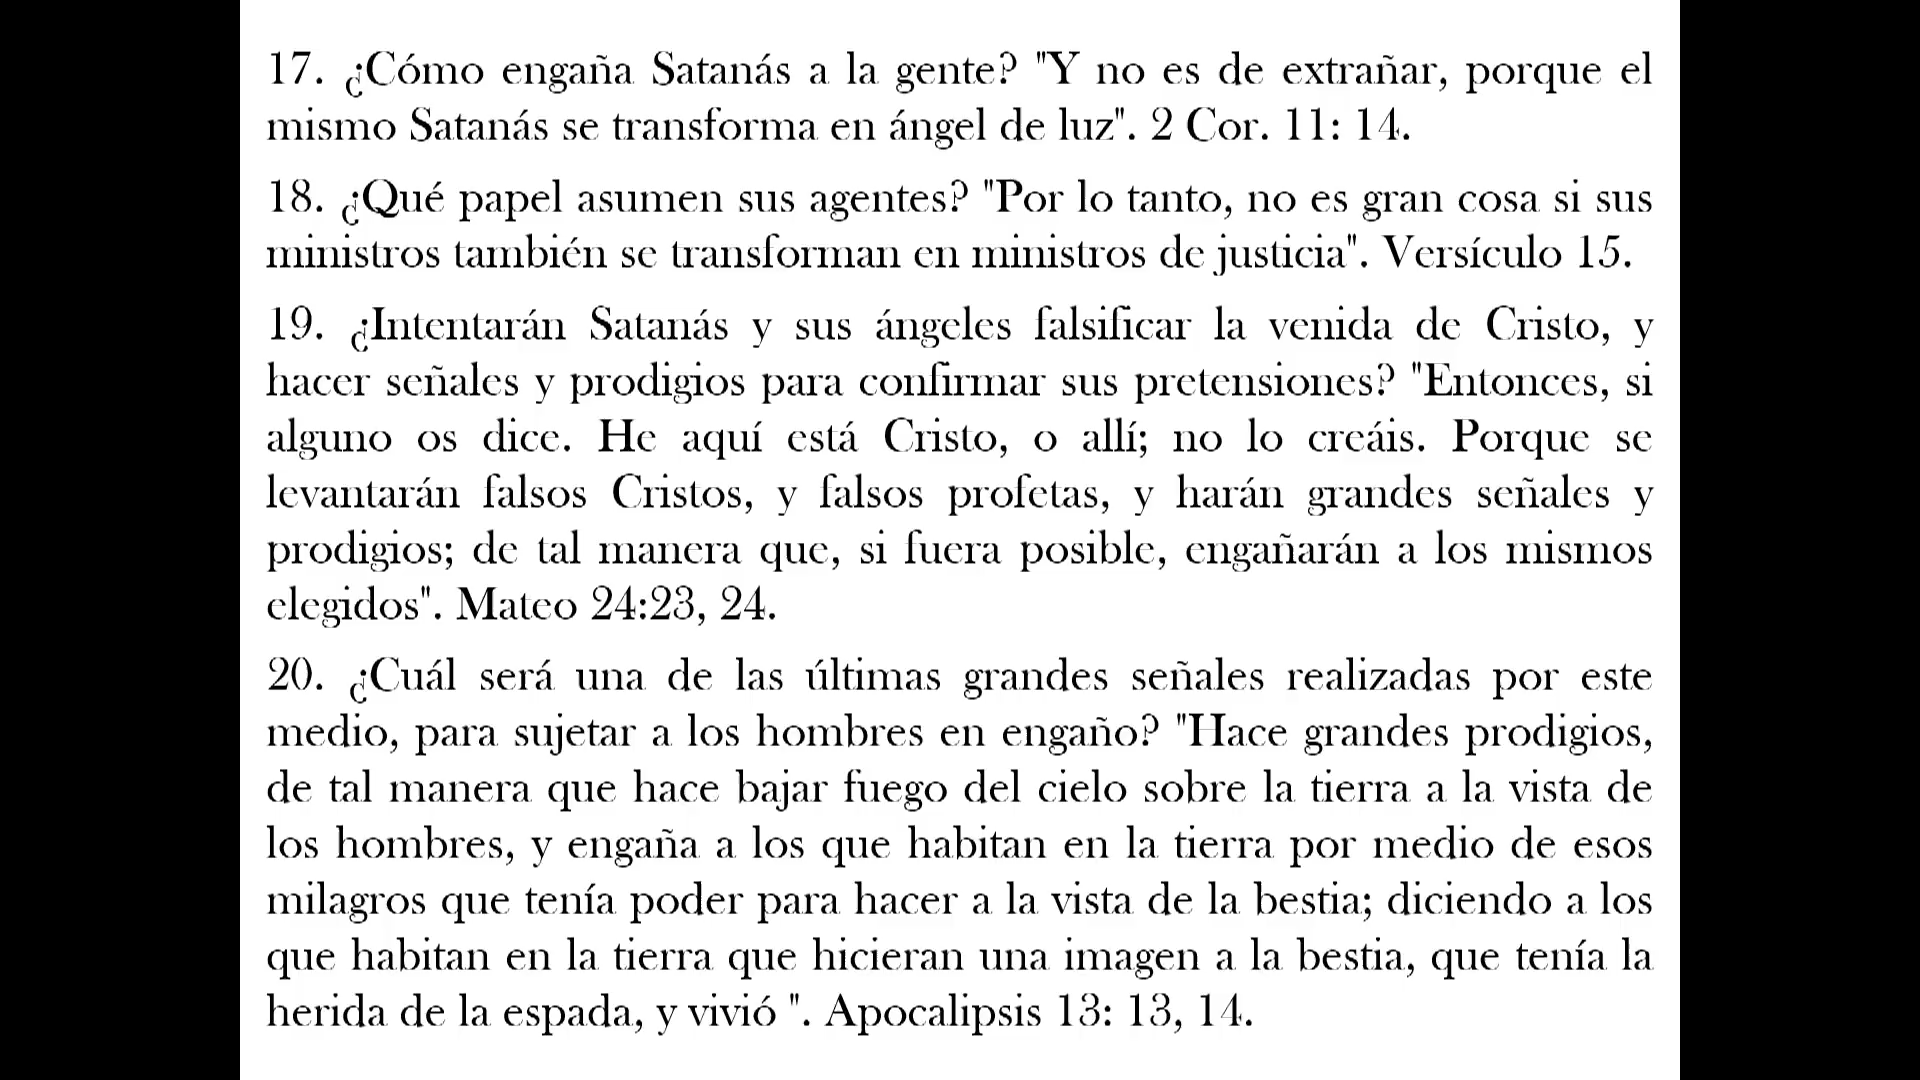 17. ¿Cómo engaña Satanás a la gente? "Y no es de extrañar, porque el
mismo Satanás se transforma en ángel de luz". 2 Cor. 11: 14.
18. ¿Qué papel asumen sus agentes? "Por lo tanto, no es gran cosa si sus
ministros también se transforman en ministros de justicia". Versículo 15.
19. ¿Intentarán Satanás y sus ángeles falsificar la venida de Cristo, y
hacer señales y prodigios para confirmar sus pretensiones? "Entonces, si
alguno os dice. He aquí está Cristo, o allí; no lo creáis. Porque se
levantarán falsos Cristos, y falsos profetas, y harán grandes señales y
prodigios; de tal manera que, si fuera posible, engañarán a los mismos
elegidos". Mateo 24:23, 24.
20. ¿Cuál será una de las últimas grandes señales realizadas por este
medio, para sujetar a los hombres en engaño? "Hace grandes prodigios,
de tal manera que hace bajar fuego del cielo sobre la tierra a la vista de
los hombres, y engaña a los que habitan en la tierra por medio de esos
milagros que tenía poder para hacer a la vista de la bestia; diciendo a los
que habitan en la tierra que hicieran una imagen a la bestia, que tenía la
herida de la espada, y vivió ". Apocalipsis 13: 13, 14.